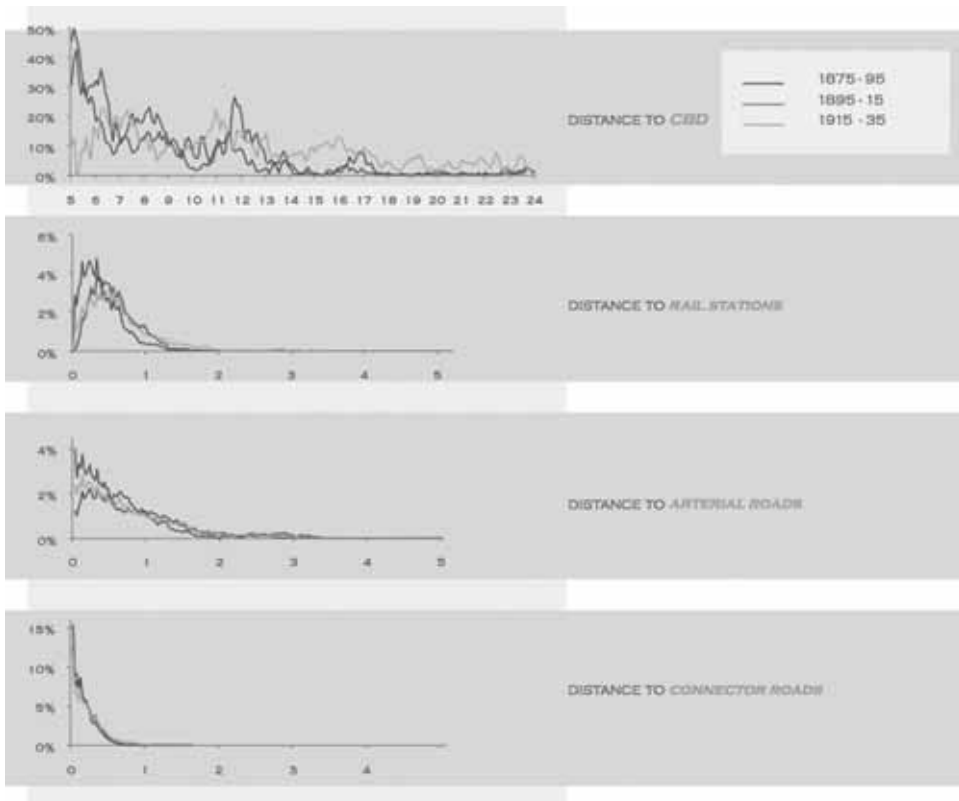 50%
40%
30%
20%
10%
0%
5 6 7 8 9 10 11 12 13 14 15 16 17 18 19 20 21 22 23 24
DISTANCE TO CBD
1875-95
1895-15
1915-35
6%
4%
2%
0%
0 1 2 3 4 5
DISTANCE TO RAIL STATIONS
4%
2%
0%
0 1 2 3 4 5
DISTANCE TO ARTERIAL ROADS
15%
10%
5%
0%
0 1 2 3 4
DISTANCE TO CONNECTOR ROADS